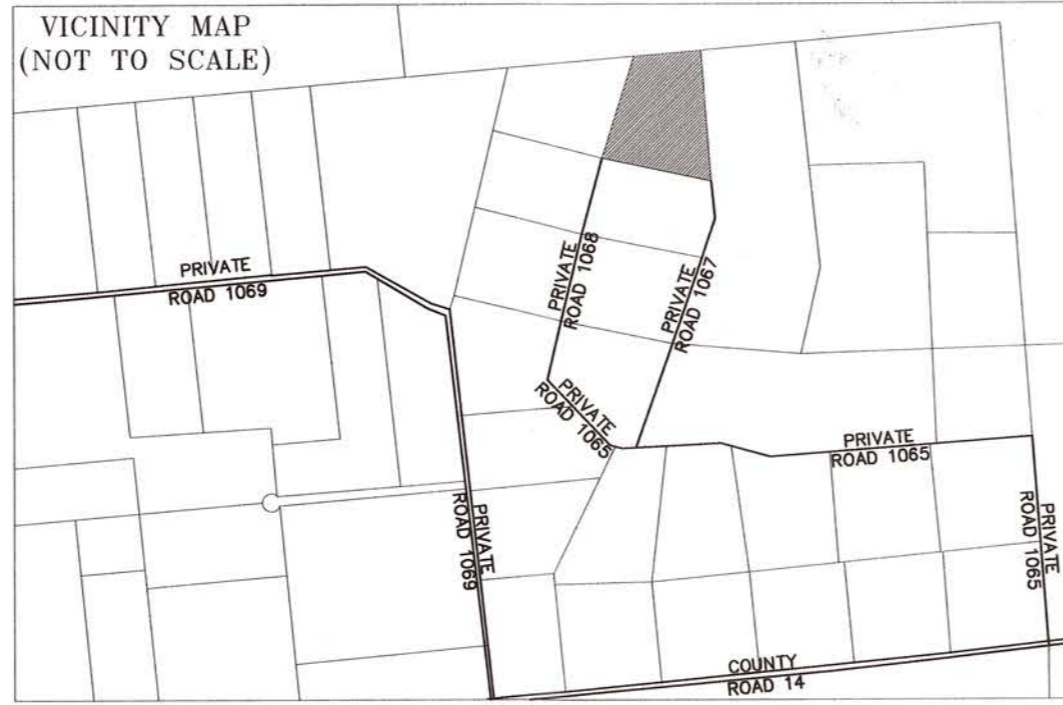 VICINITY MAP
(NOT TO SCALE)
PRIVATE
ROAD 1069
PRIVATE
ROAD 1068
PRIVATE
ROAD 1067
PRIVATE
ROAD 1065
PRIVATE
ROAD 1065
PRIVATE
ROAD 1069
PRIVATE
ROAD 1065
COUNTY
ROAD 14